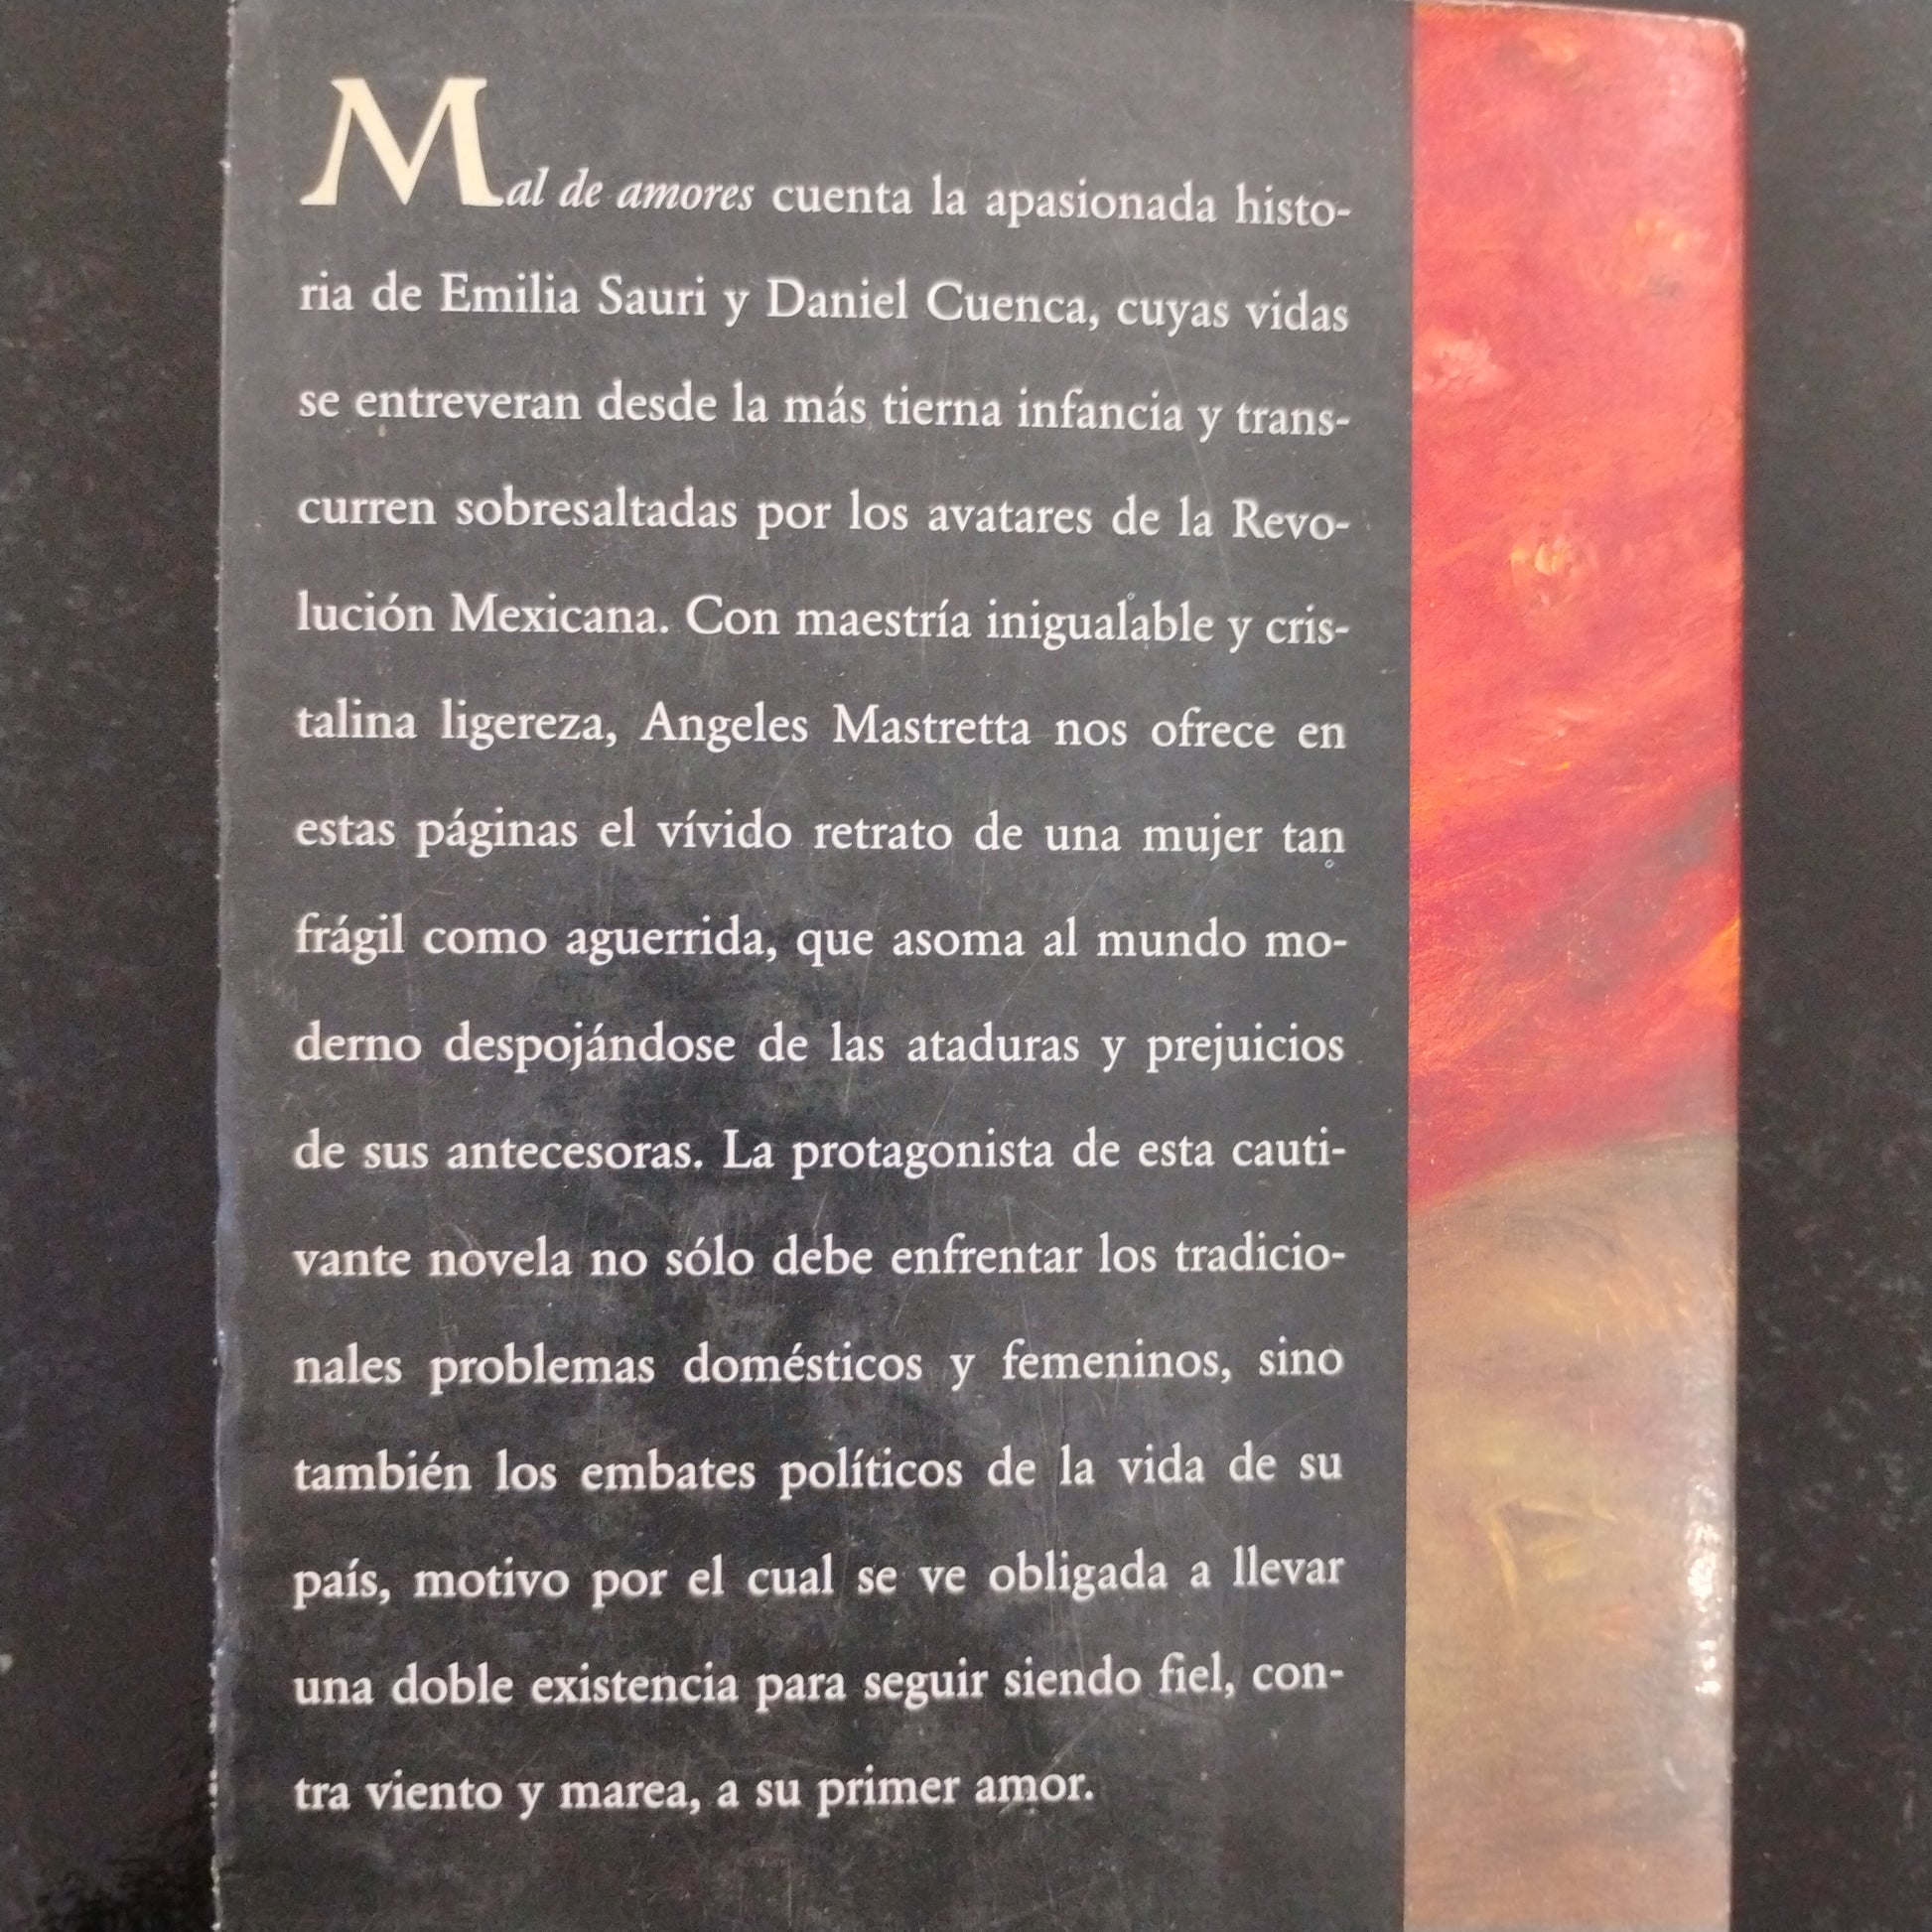 Mal de amores cuenta la apasionada histo-
ria de Emilia Sauri y Daniel Cuenca, cuyas vidas
se entreveran desde la más tierna infancia y trans-
curren sobresaltadas por los avatares de la Revo-
lución Mexicana. Con maestría inigualable y cris-
talina ligereza, Angeles Mastretta nos ofrece en
estas páginas el vívido retrato de una mujer tan
frágil como aguerrida, que asoma al mundo mo-
derno despojándose de las ataduras y prejuicios
de sus antecesoras. La protagonista de esta cauti-
vante novela no sólo debe enfrentar los tradicio-
nales problemas domésticos y femeninos, sino
también los embates políticos de la vida de su
país, motivo por el cual se ve obligada a llevar
una doble existencia para seguir siendo fiel, con-
tra viento y marea, a su primer amor.